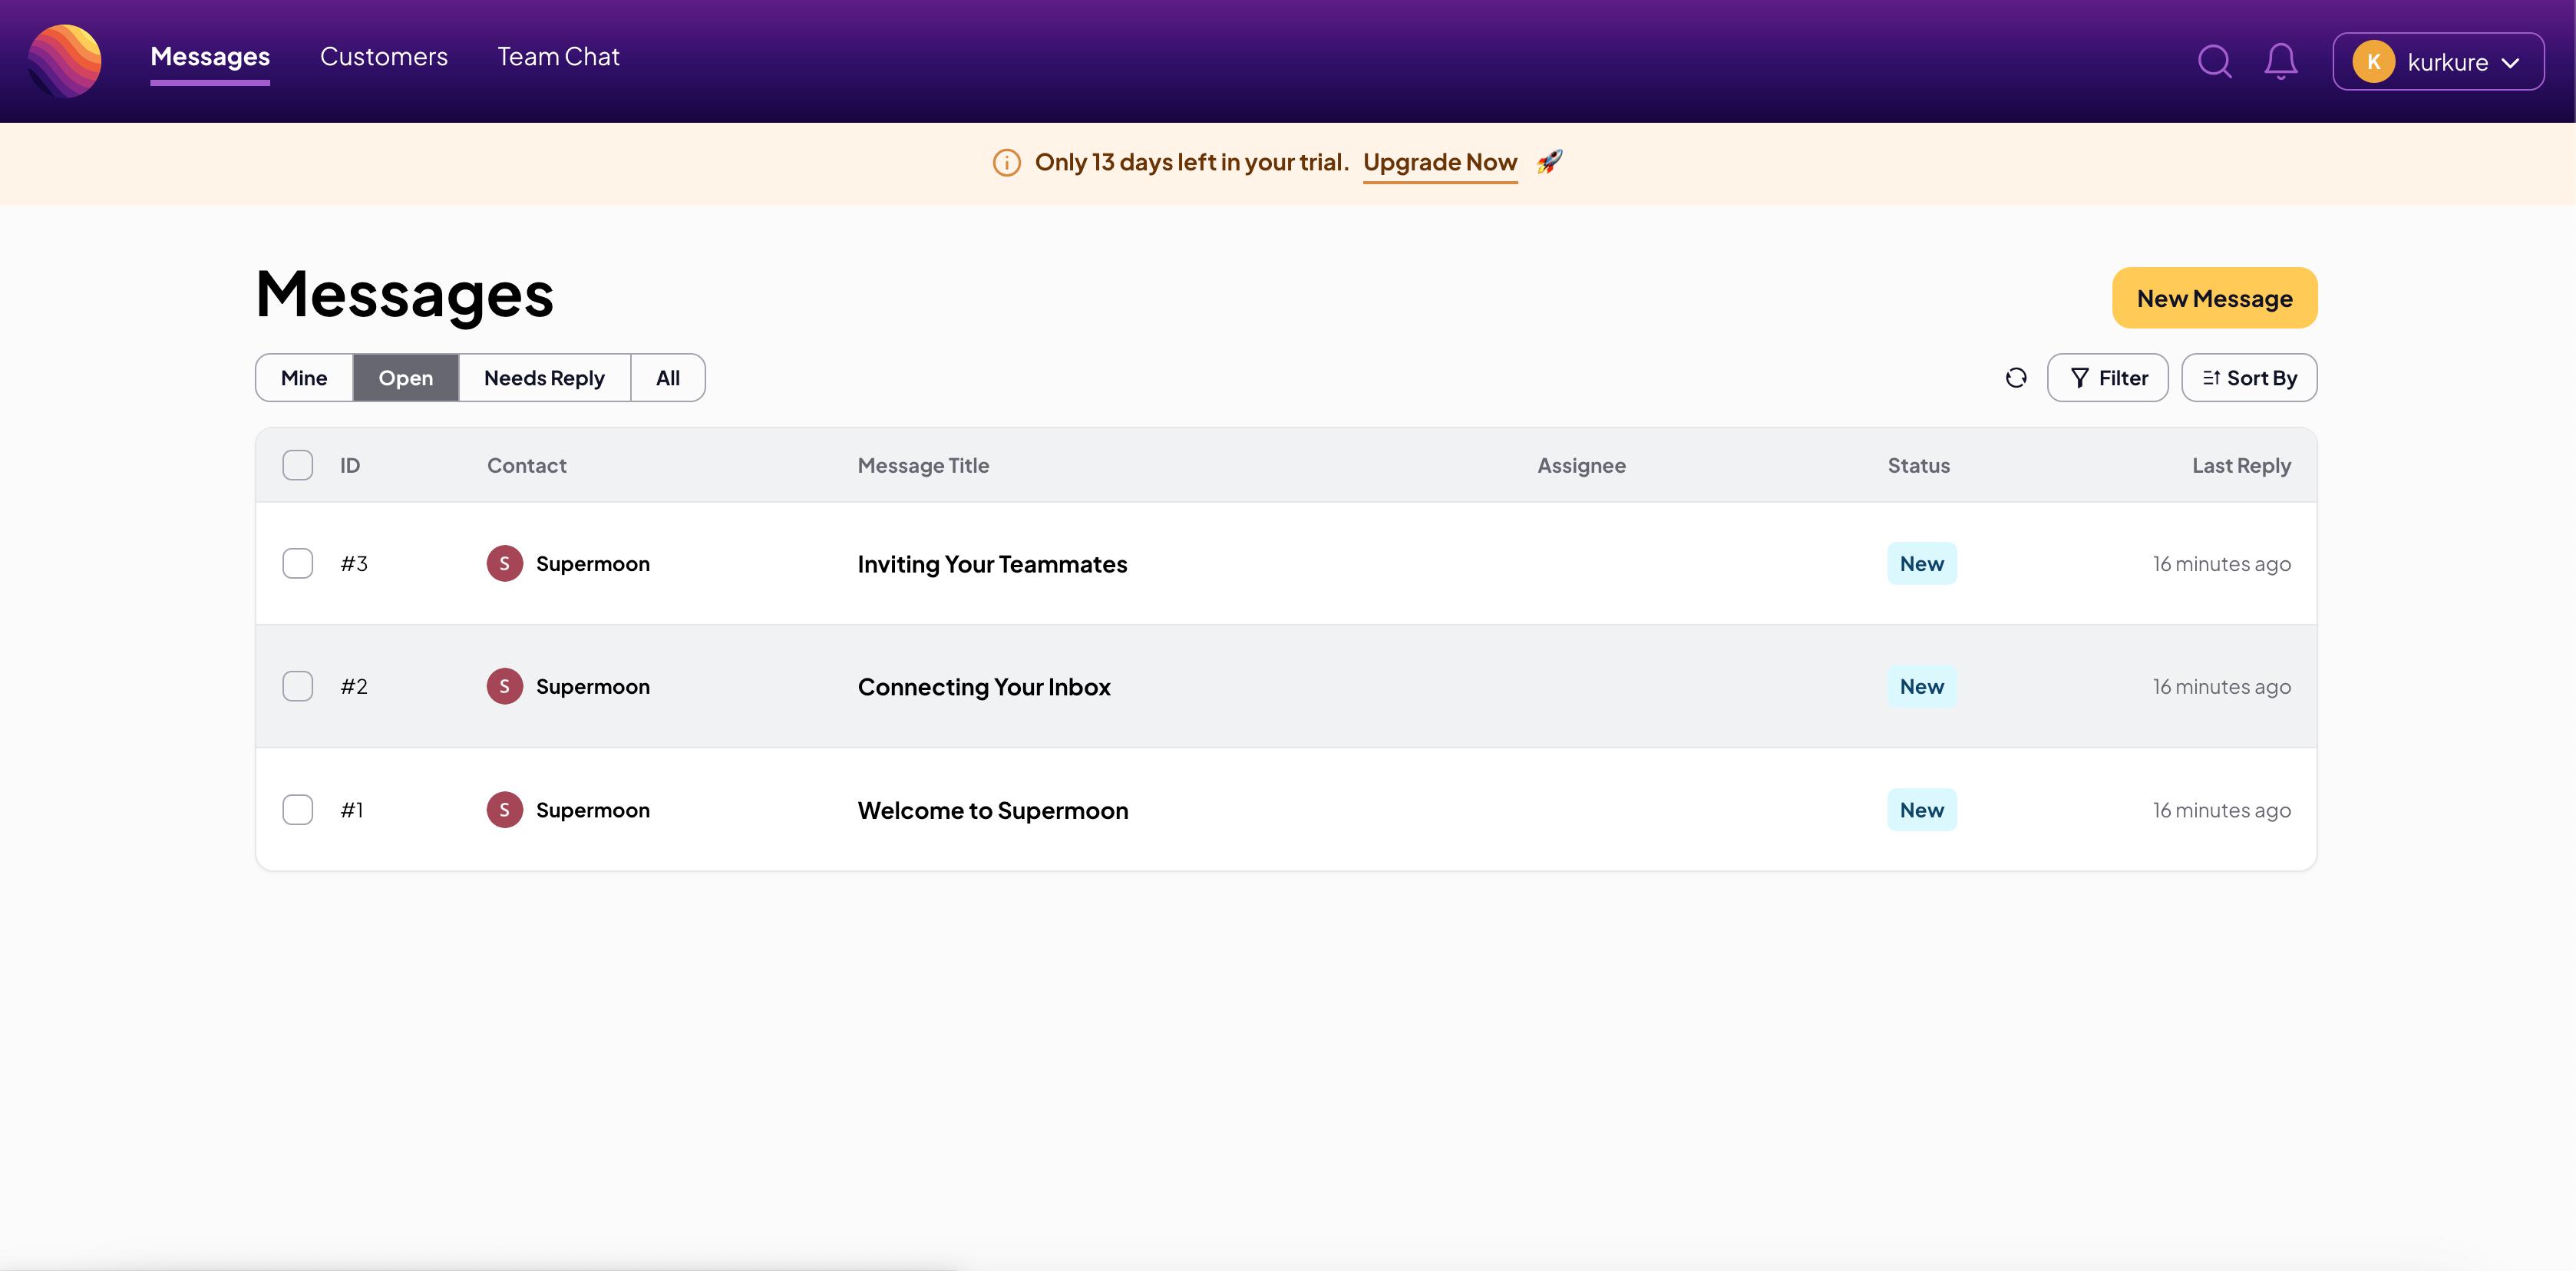 Messages Customers Team Chat K kurkure
Only 13 days left in your trial. Upgrade Now 🚀
Messages New Message
Mine Open Needs Reply All Filter Sort By
ID Contact Message Title Assignee Status Last Reply
#3 S Supermoon Inviting Your Teammates New 16 minutes ago
#2 S Supermoon Connecting Your Inbox New 16 minutes ago
#1 S Supermoon Welcome to Supermoon New 16 minutes ago